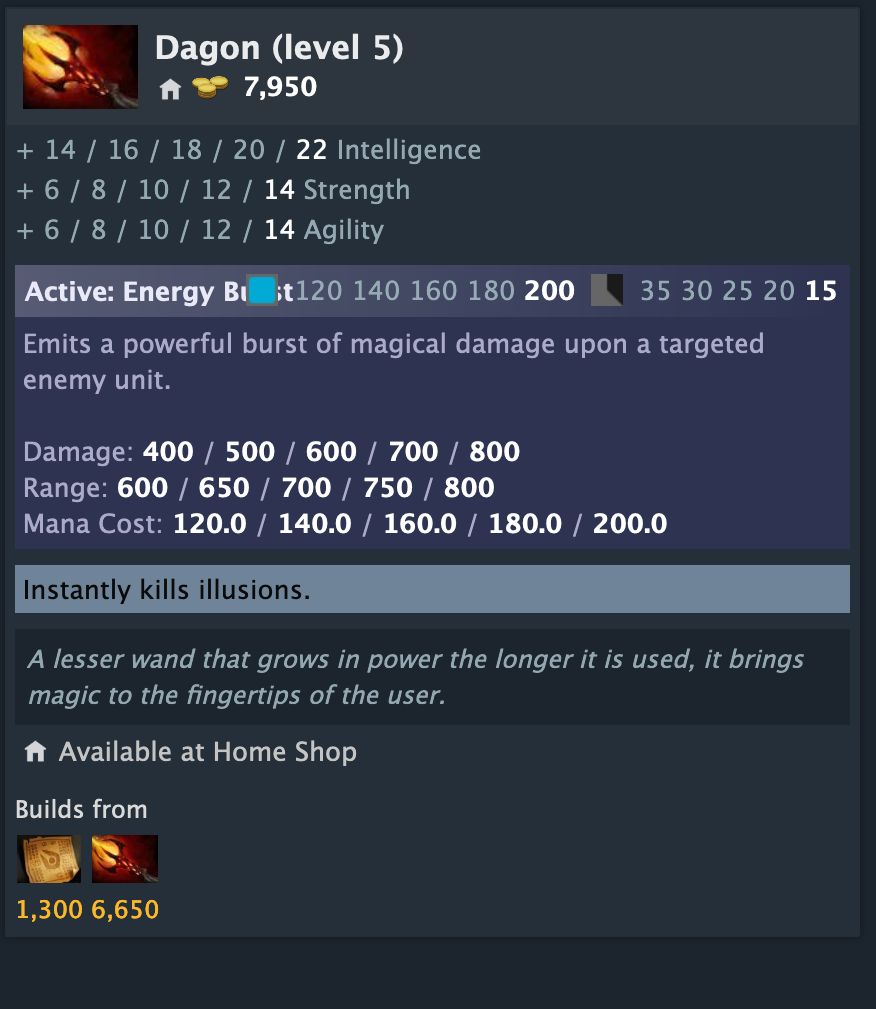 Dagon (level 5)
7,950
+ 14 / 16 / 18 / 20 / 22 Intelligence
+ 6 / 8 / 10 / 12 / 14 Strength
+ 6 / 8 / 10 / 12 / 14 Agility
Active: Energy Burst 120 140 160 180 200 35 30 25 20 15
Emits a powerful burst of magical damage upon a targeted
enemy unit.
Damage: 400 / 500 / 600 / 700 / 800
Range: 600 / 650 / 700 / 750 / 800
Mana Cost: 120.0 / 140.0 / 160.0 / 180.0 / 200.0
Instantly kills illusions.
A lesser wand that grows in power the longer it is used, it brings
magic to the fingertips of the user.
Available at Home Shop
Builds from
1,300 6,650